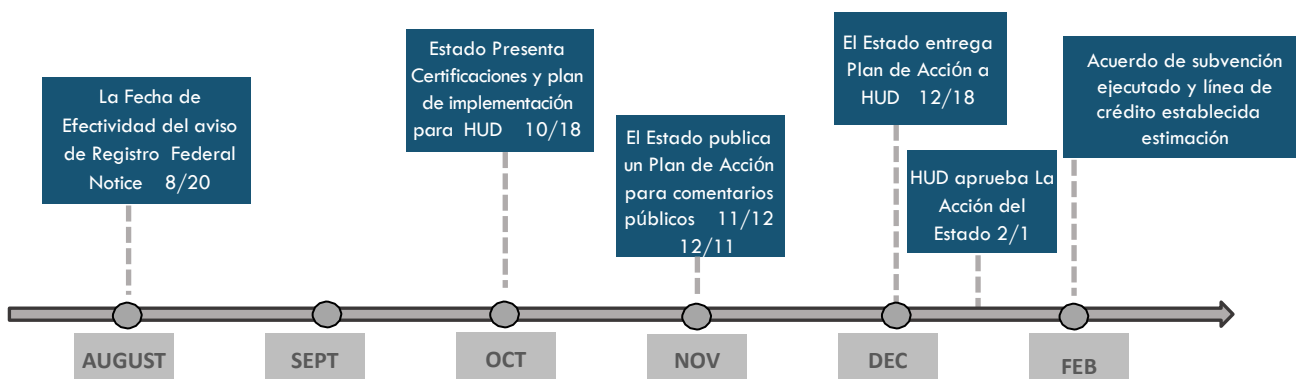 La Fecha de
Efectividad del aviso
de Registro Federal
Notice 8/20
Estado Presenta
Certificaciones y plan
de implementación
para HUD 10/18
El Estado publica
un Plan de Acción
para comentarios
públicos 11/12
12/11
El Estado entrega
Plan de Acción a
HUD 12/18
HUD aprueba La
Acción del
Estado 2/1
Acuerdo de subvención
ejecutado y línea de
crédito establecida
estimación
AUGUST
SEPT
OCT
NOV
DEC
FEB